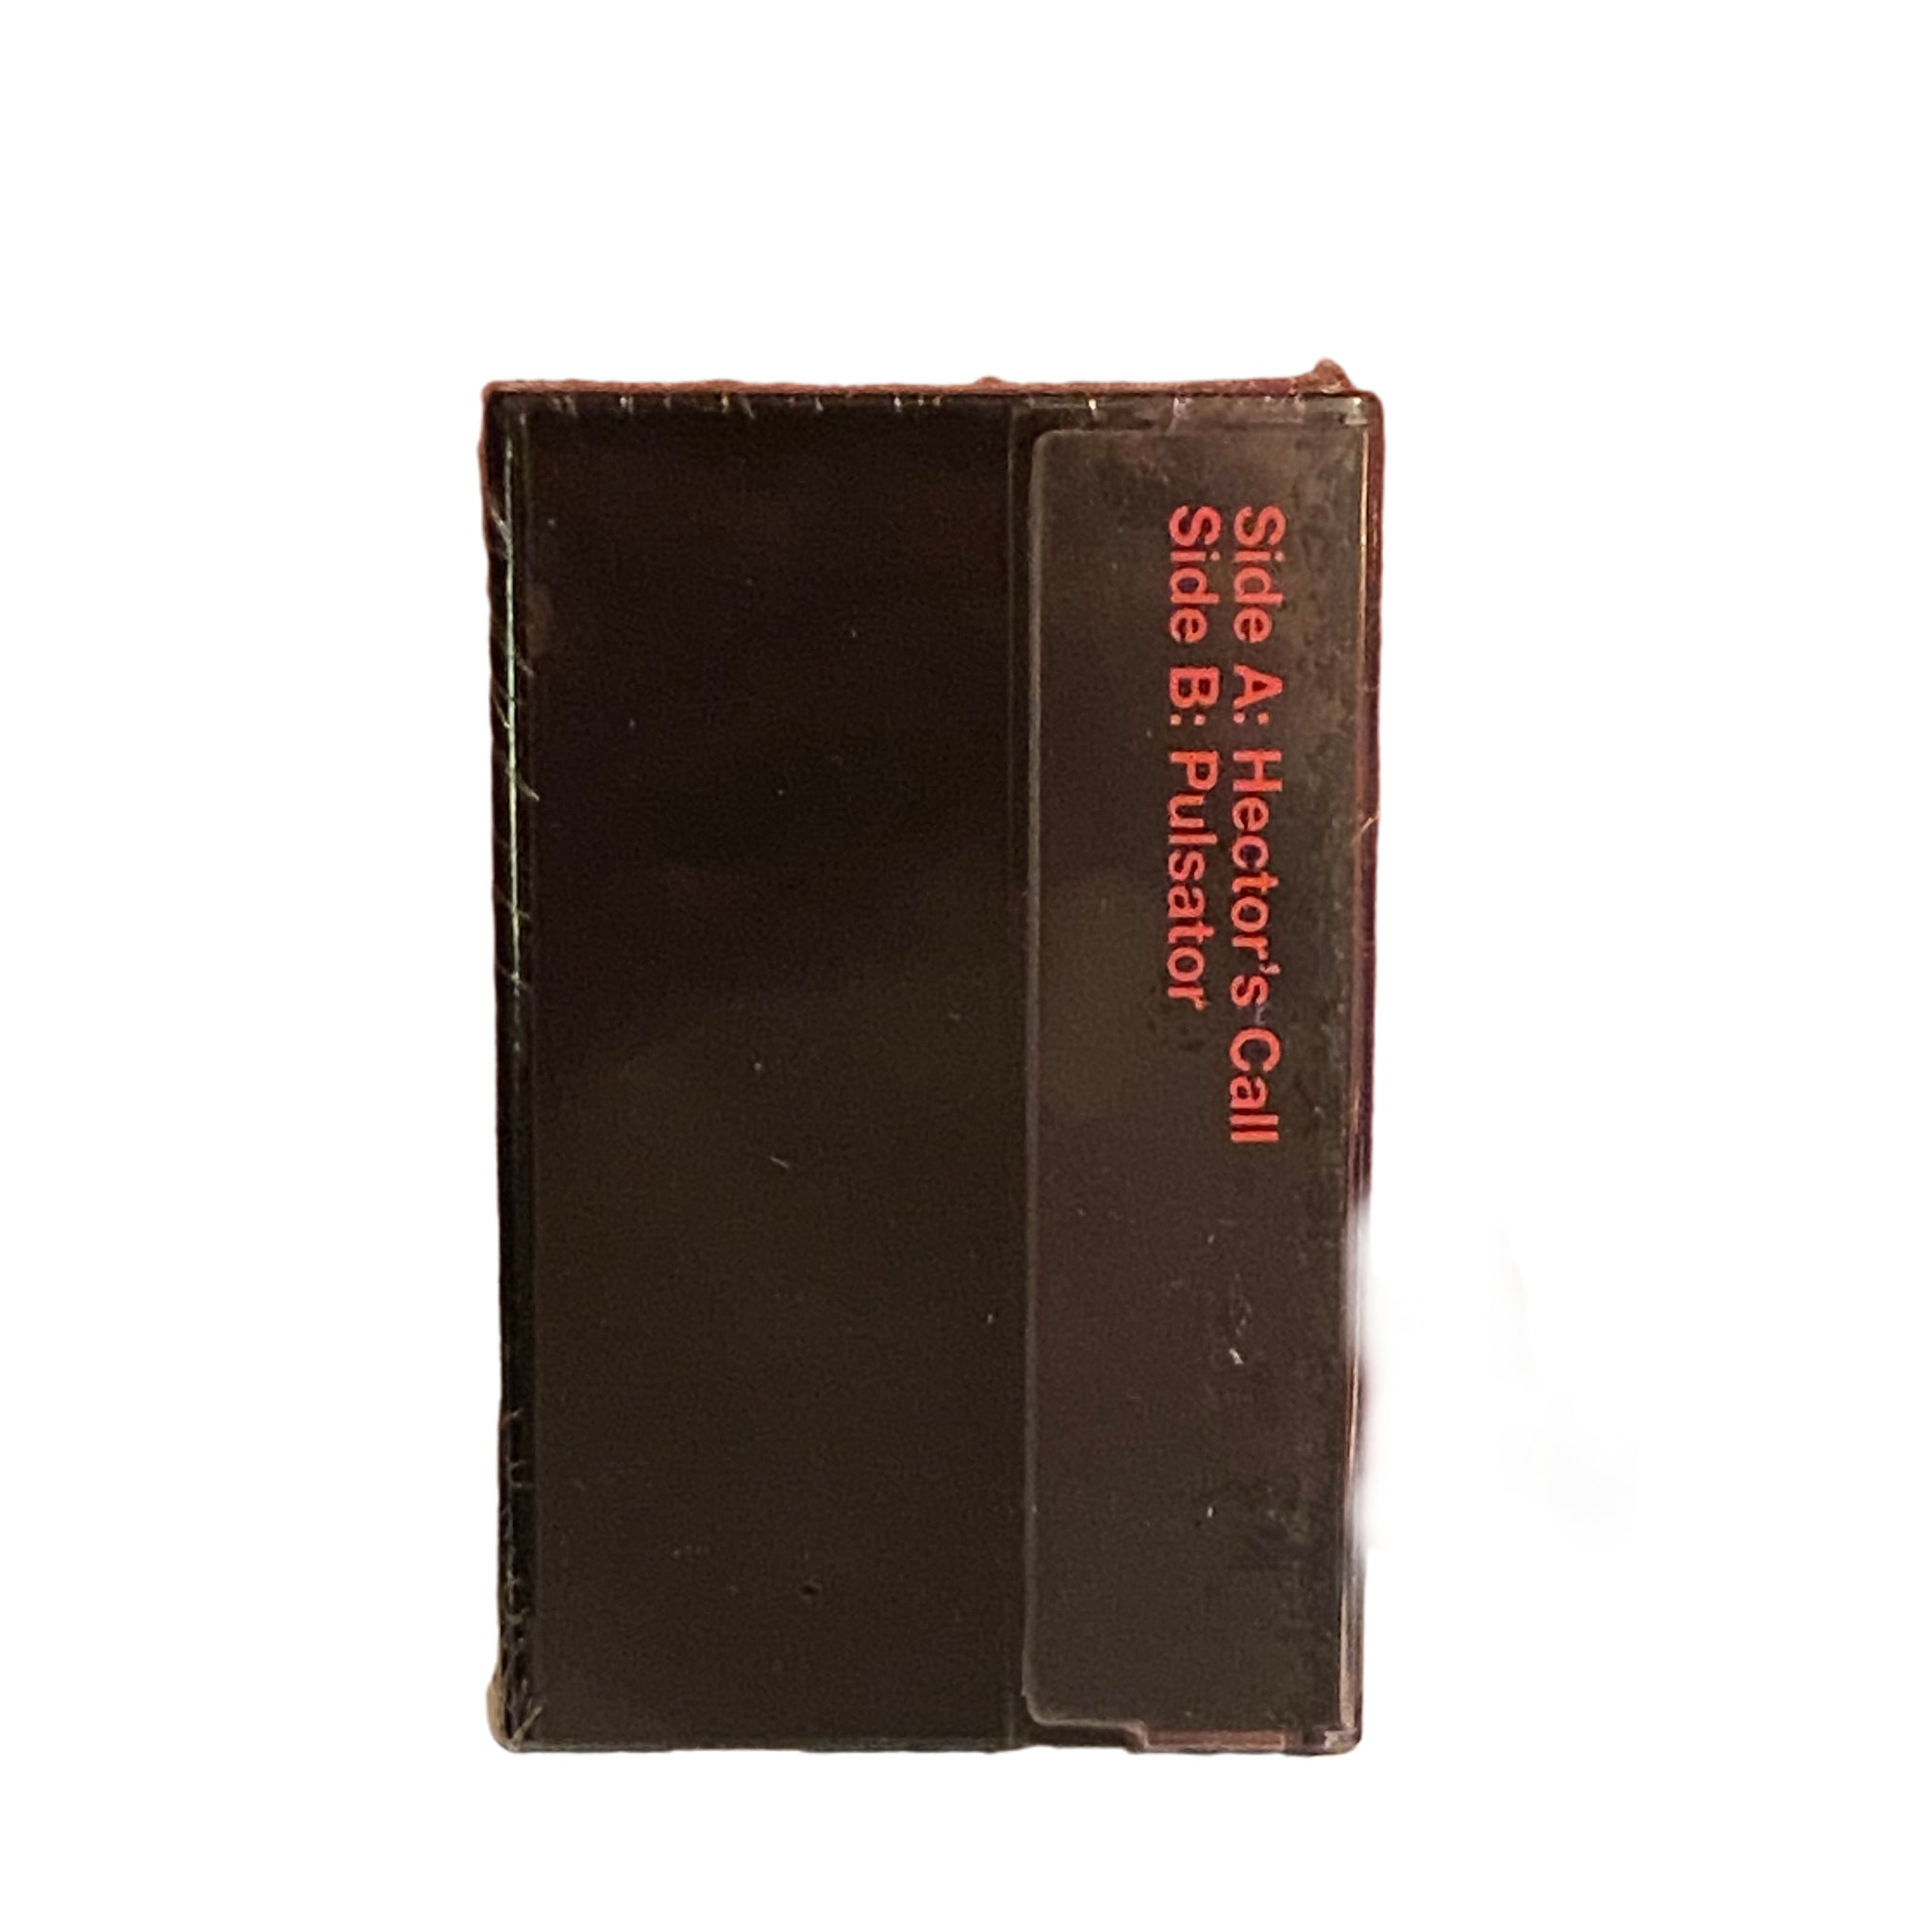 Side A: Hector's Call
Side B: Pulsator